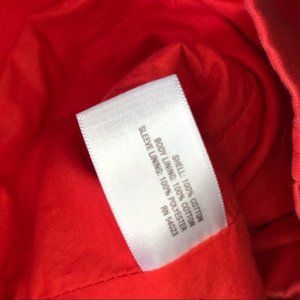 SHELL: 100% COTTON
BODY LINING: 100% COTTON
SLEEVE LINING: 100% POLYESTER
RN 54023